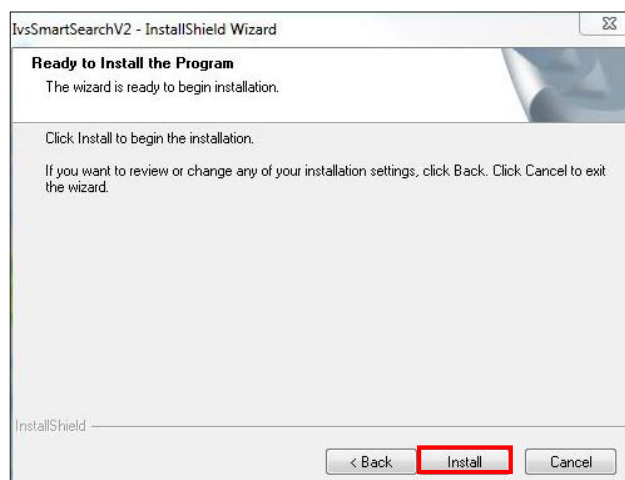 IvsSmartSearchV2 - InstallShield Wizard
Ready to Install the Program
The wizard is ready to begin installation.
Click Install to begin the installation.
If you want to review or change any of your installation settings, click Back. Click Cancel to exit
the wizard.
InstallShield
< Back Install Cancel